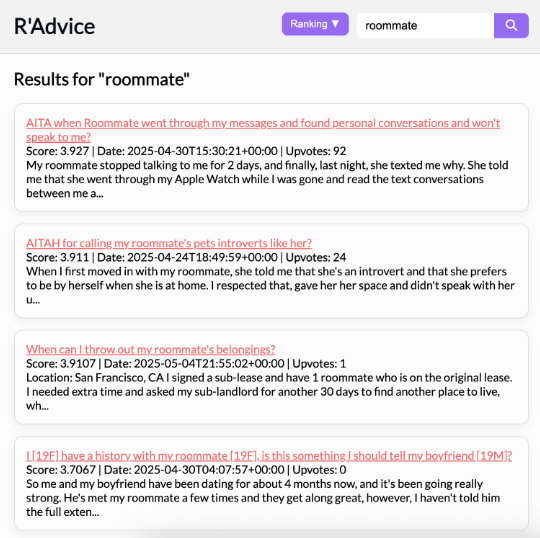 R'Advice
Ranking ▼
roommate
Results for "roommate"
AITA when Roommate went through my messages and found personal conversations and won't
speak to me?
Score: 3.927 | Date: 2025-04-30T15:30:21+00:00 | Upvotes: 92
My roommate stopped talking to me for 2 days, and finally, last night, she texted me why. She told
me that she went through my Apple Watch while I was gone and read the text conversations
between me a...
AITAH for calling my roommate's pets introverts like her?
Score: 3.911 | Date: 2025-04-24T18:49:59+00:00 | Upvotes: 24
When I first moved in with my roommate, she told me that she's an introvert and that she prefers
to be by herself when she is at home. I respected that, gave her her space and didn't speak with her
u...
When can I throw out my roommate's belongings?
Score: 3.9107 | Date: 2025-05-04T21:55:02+00:00 | Upvotes: 1
Location: San Francisco, CA I signed a sub-lease and have 1 roommate who is on the original lease.
I needed extra time and asked my sub-landlord for another 30 days to find another place to live,
wh...
I [19F] have a history with my roommate [19F], is this something I should tell my boyfriend [19M]?
Score: 3.7067 | Date: 2025-04-30T04:07:57+00:00 | Upvotes: 0
So me and my boyfriend have been dating for about 4 months now, and it's been going really
strong. He's met my roommate a few times and they get along great, however, I haven't told him
the full exten...